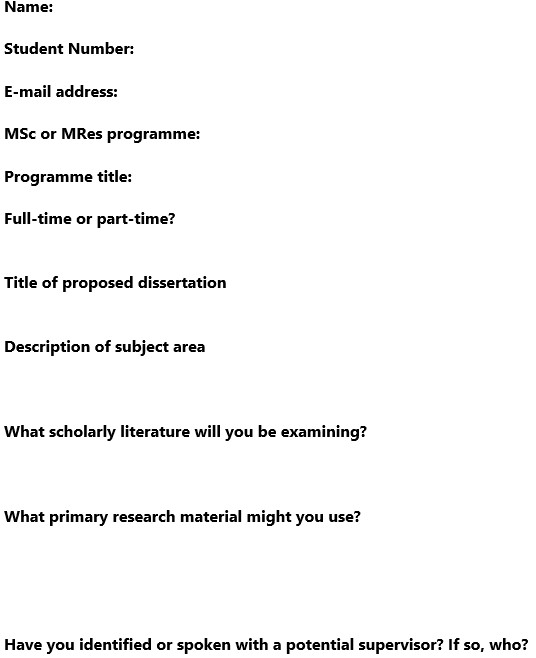 Name:
Student Number:
E-mail address:
MSc or MRes programme:
Programme title:
Full-time or part-time?
Title of proposed dissertation
Description of subject area
What scholarly literature will you be examining?
What primary research material might you use?
Have you identified or spoken with a potential supervisor? If so, who?